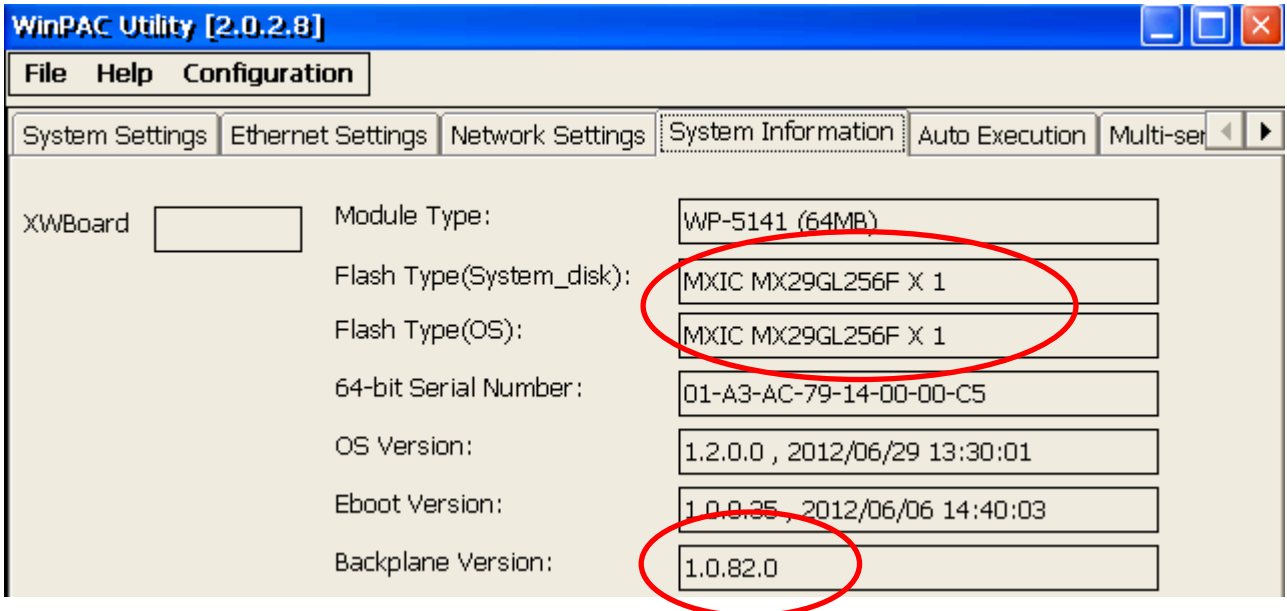 WinPAC Utility [2.0.2.8]
File Help Configuration
System Settings Ethernet Settings Network Settings System Information Auto Execution Multi-ser
XWBoard
Module Type: WP-5141 (64MB)
Flash Type(System_disk): MXIC MX29GL256F X 1
Flash Type(OS): MXIC MX29GL256F X 1
64-bit Serial Number: 01-A3-AC-79-14-00-00-C5
OS Version: 1.2.0.0 , 2012/06/29 13:30:01
Eboot Version: 1.0.0.35 , 2012/06/06 14:40:03
Backplane Version: 1.0.82.0